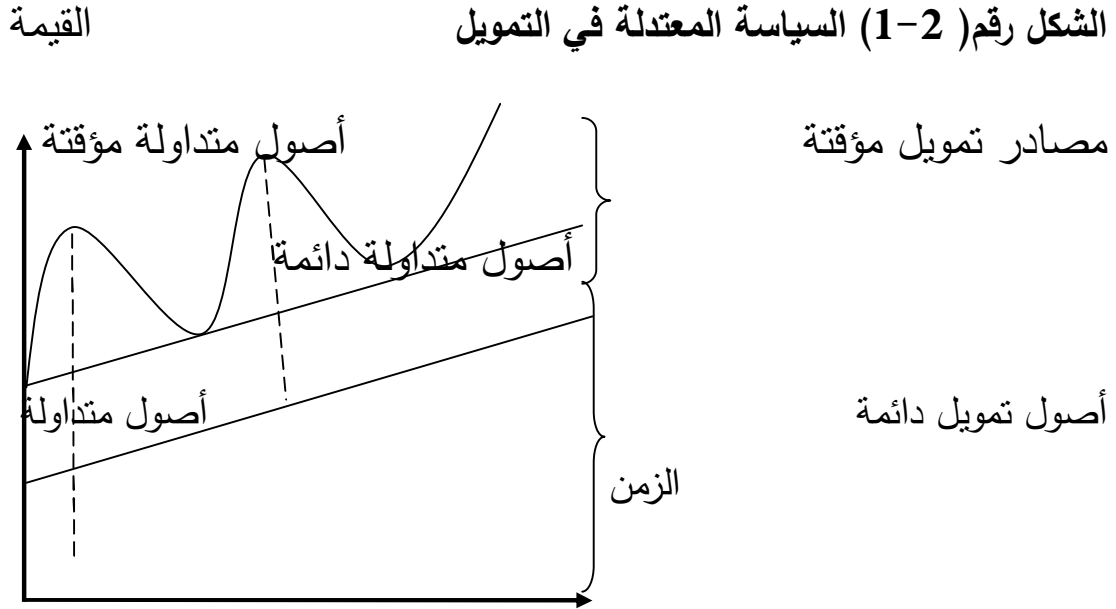 الشكل رقم( 2-1) السياسة المعتدلة في التمويل القيمة
مصادر تمويل مؤقتة أصول متداولة مؤقتة
أصول متداولة دائمة
أصول تمويل دائمة أصول متداولة
الزمن